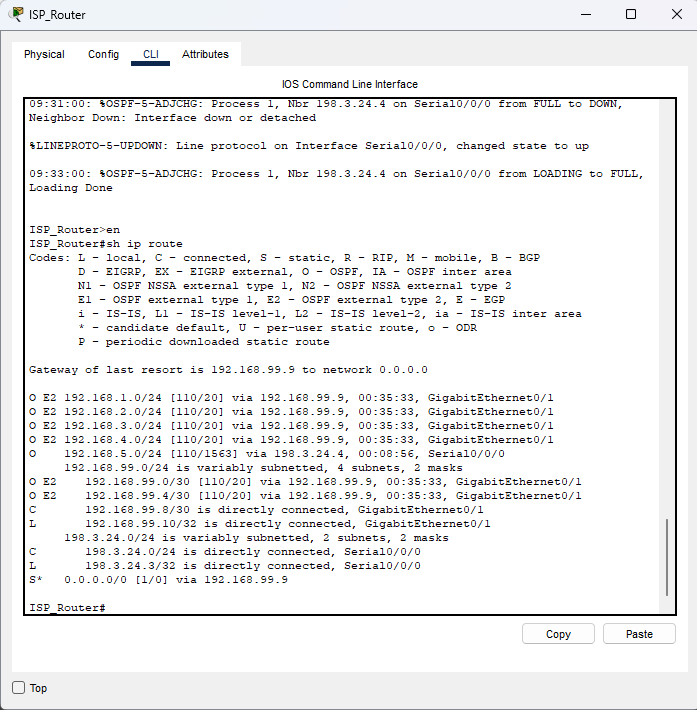 ISP_Router
Physical Config CLI Attributes
IOS Command Line Interface
09:31:00: %OSPF-5-ADJCHG: Process 1, Nbr 198.3.24.4 on Serial0/0/0 from FULL to DOWN,
Neighbor Down: Interface down or detached
%LINEPROTO-5-UPDOWN: Line protocol on Interface Serial0/0/0, changed state to up
09:33:00: %OSPF-5-ADJCHG: Process 1, Nbr 198.3.24.4 on Serial0/0/0 from LOADING to FULL,
Loading Done
ISP_Router>en
ISP_Router#sh ip route
Codes: L - local, C - connected, S - static, R - RIP, M - mobile, B - BGP
D - EIGRP, EX - EIGRP external, O - OSPF, IA - OSPF inter area
N1 - OSPF NSSA external type 1, N2 - OSPF NSSA external type 2
E1 - OSPF external type 1, E2 - OSPF external type 2, E - EGP
i - IS-IS, L1 - IS-IS level-1, L2 - IS-IS level-2, ia - IS-IS inter area
* - candidate default, U - per-user static route, o - ODR
P - periodic downloaded static route
Gateway of last resort is 192.168.99.9 to network 0.0.0.0
O E2 192.168.1.0/24 [110/20] via 192.168.99.9, 00:35:33, GigabitEthernet0/1
O E2 192.168.2.0/24 [110/20] via 192.168.99.9, 00:35:33, GigabitEthernet0/1
O E2 192.168.3.0/24 [110/20] via 192.168.99.9, 00:35:33, GigabitEthernet0/1
O E2 192.168.4.0/24 [110/20] via 192.168.99.9, 00:35:33, GigabitEthernet0/1
O 192.168.5.0/24 [110/1563] via 198.3.24.4, 00:08:56, Serial0/0/0
192.168.99.0/24 is variably subnetted, 4 subnets, 2 masks
O E2 192.168.99.0/30 [110/20] via 192.168.99.9, 00:35:33, GigabitEthernet0/1
O E2 192.168.99.4/30 [110/20] via 192.168.99.9, 00:35:33, GigabitEthernet0/1
C 192.168.99.8/30 is directly connected, GigabitEthernet0/1
L 192.168.99.10/32 is directly connected, GigabitEthernet0/1
198.3.24.0/24 is variably subnetted, 2 subnets, 2 masks
C 198.3.24.0/24 is directly connected, Serial0/0/0
L 198.3.24.3/32 is directly connected, Serial0/0/0
S* 0.0.0.0/0 [1/0] via 192.168.99.9
ISP_Router#
Copy Paste
Top